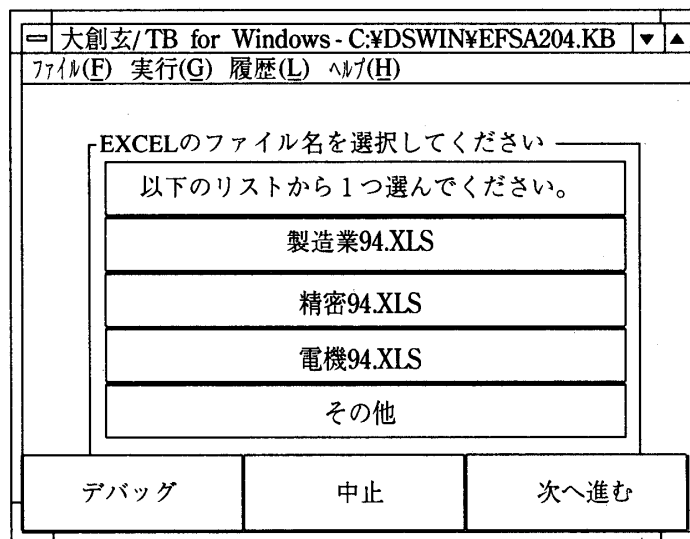 大創玄/TB for Windows - C:¥DSWIN¥EFSA204.KB ▼ ▲
ﾌｧｲﾙ(F) 実行(G) 履歴(L) ﾍﾙﾌﾟ(H)
EXCELのファイル名を選択してください
以下のリストから1つ選んでください。
製造業94.XLS
精密94.XLS
電機94.XLS
その他
デバッグ 中止 次へ進む